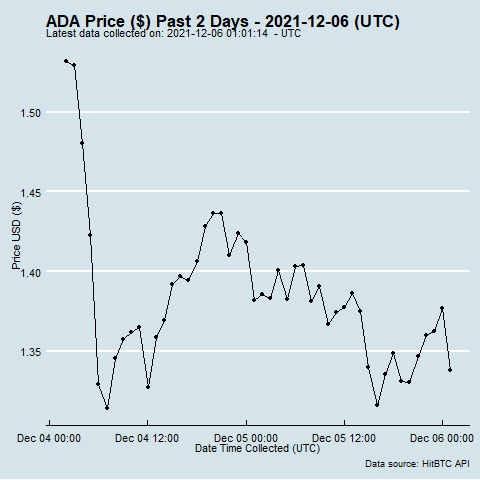 ADA Price ($) Past 2 Days - 2021-12-06 (UTC)
Latest data collected on: 2021-12-06 01:01:14 - UTC
Price USD ($)
1.50
1.45
1.40
1.35
Dec 04 00:00 Dec 04 12:00 Dec 05 00:00 Dec 05 12:00 Dec 06 00:00
Date Time Collected (UTC)
Data source: HitBTC API